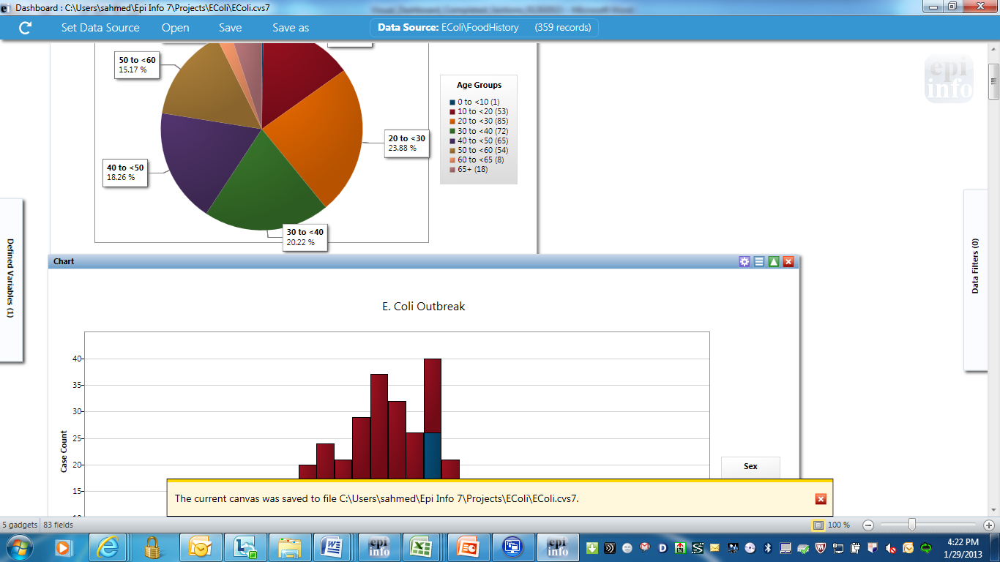 Dashboard : C:\Users\sahmed\Epi Info 7\Projects\EColi\EColi.cvs7
Set Data Source Open Save Save as Data Source: EColi\FoodHistory (359 records)
epi
info
50 to <60
15.17 %
Age Groups
0 to <10 (1)
10 to <20 (53)
20 to <30 (85)
30 to <40 (72)
40 to <50 (65)
50 to <60 (54)
60 to <65 (8)
65+ (18)
20 to <30
23.88 %
40 to <50
18.26 %
30 to <40
20.22 %
Defined Variables (1)
Data Filters (0)
Chart
E. Coli Outbreak
Case Count
40
35
30
25
20
15
Sex
The current canvas was saved to file C:\Users\sahmed\Epi Info 7\Projects\EColi\EColi.cvs7.
5 gadgets 83 fields 100 %
epi
info
epi
info
4:22 PM
1/29/2013